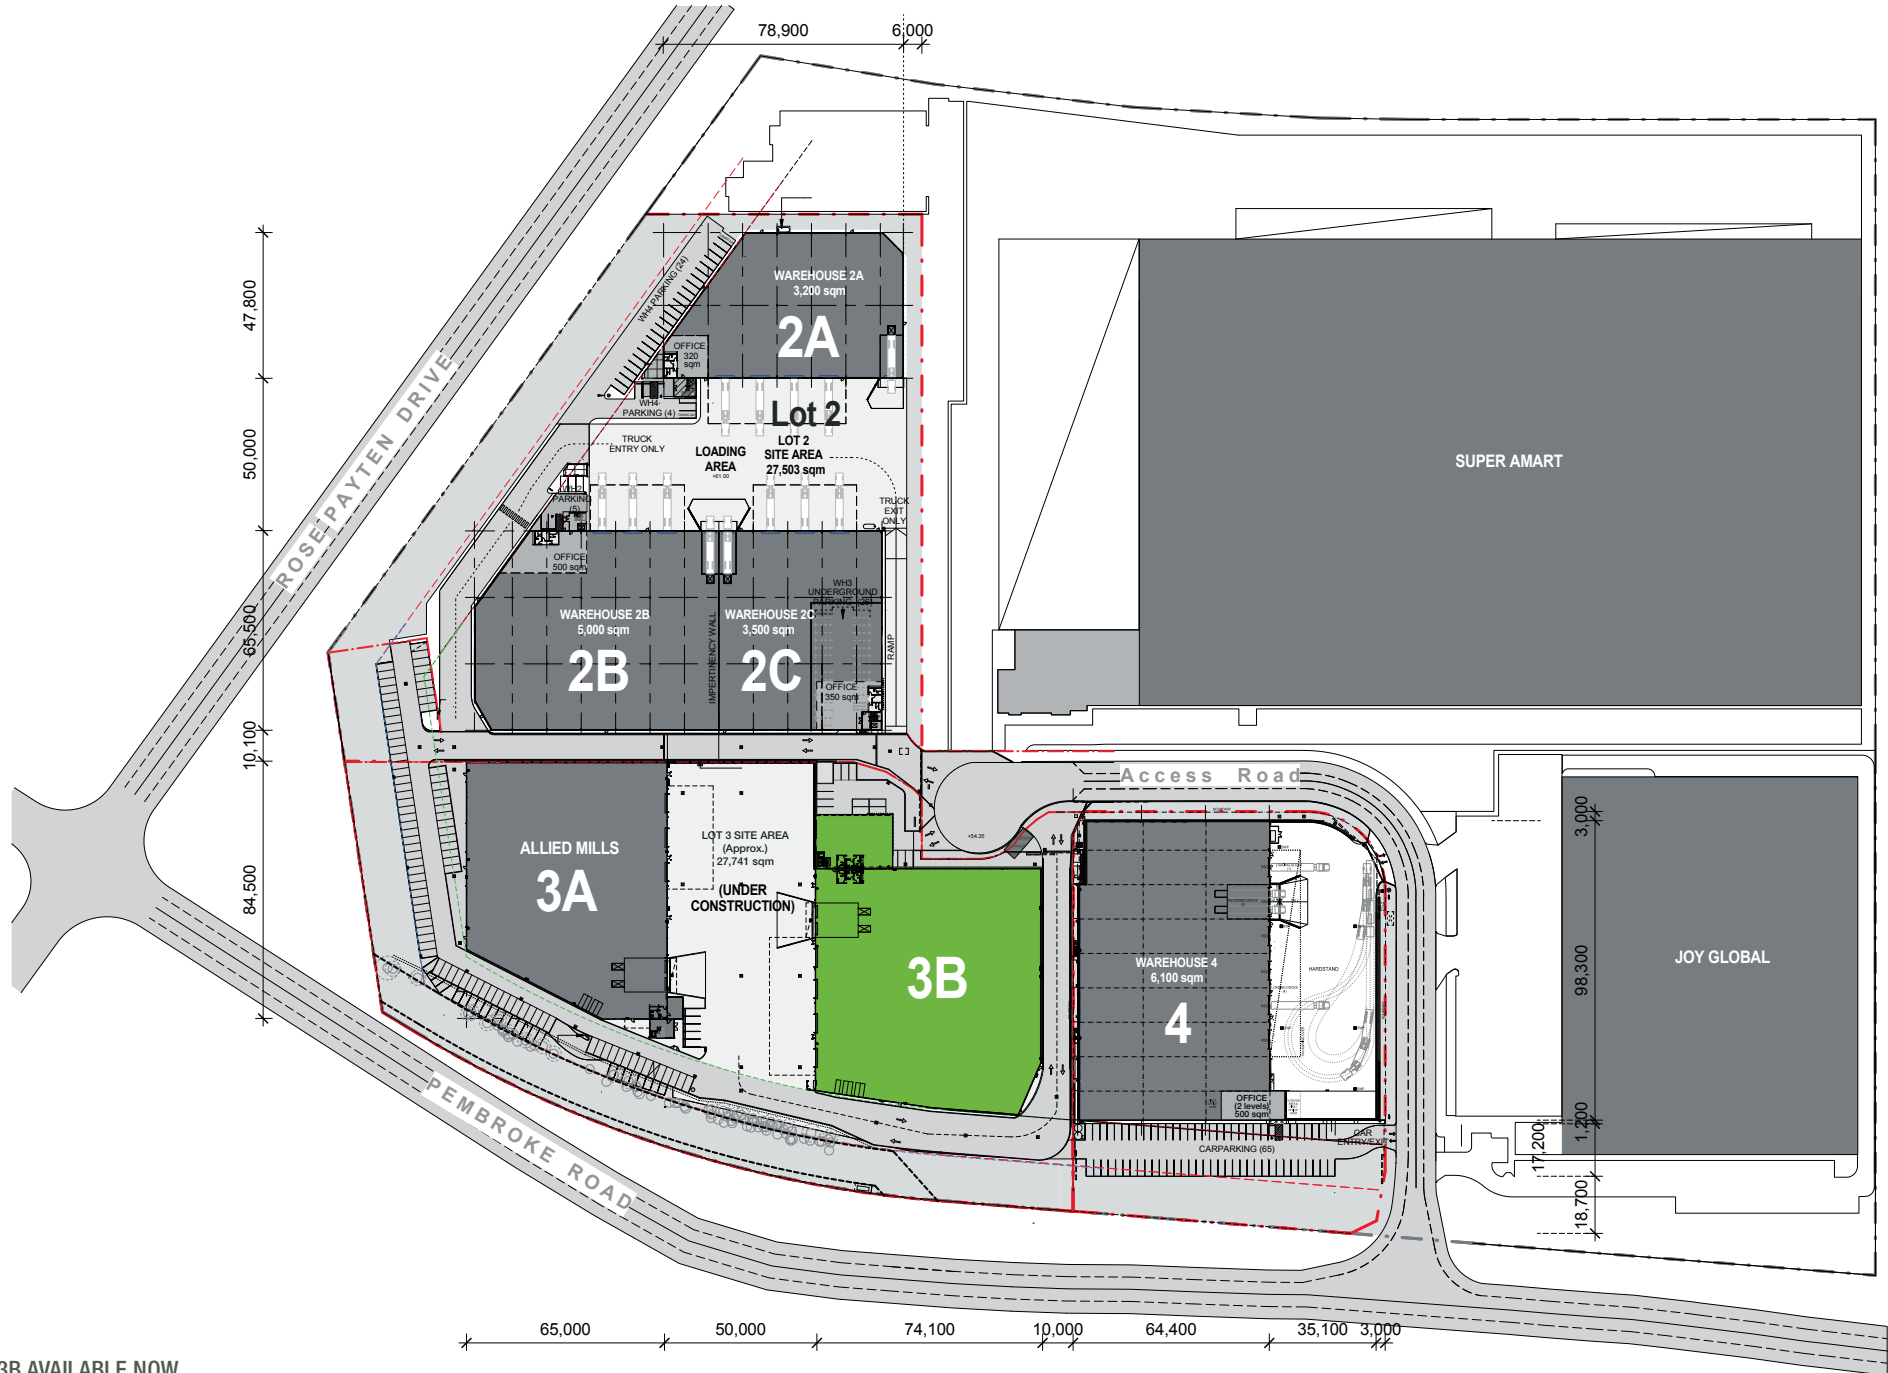 78,900
6,000
47,800
50,000
65,500
10,100
84,500
ROSE PAYTEN DRIVE
WH4 PARKING (24)
WAREHOUSE 2A
3,200 sqm
2A
OFFICE
320
sqm
WH4
PARKING (4)
TRUCK
ENTRY ONLY
Lot 2
LOADING
AREA
+61.00
LOT 2
SITE AREA
27,503 sqm
WH2
PARKING
(5)
TRUCK
EXIT
ONLY
OFFICE
500 sqm
WAREHOUSE 2B
5,000 sqm
2B
IMPERTINENCY WALL
WH3
UNDERGROUND
WAREHOUSE 2C
3,500 sqm
2C
OFFICE
350 sqm
RAMP
SUPER AMART
Access Road
+54.35
ALLIED MILLS
3A
LOT 3 SITE AREA
(Approx.)
27,741 sqm
(UNDER
CONSTRUCTION)
3B
WAREHOUSE 4
6,100 sqm
4
HARDSTAND
OFFICE
(2 levels)
500 sqm
CARPARKING (65)
CAR
ENTRY/EXIT
JOY GLOBAL
3,000
98,300
1,200
17,200
18,700
PEMBROKE ROAD
65,000
50,000
74,100
10,000
64,400
35,100
3,000
3B AVAILABLE NOW